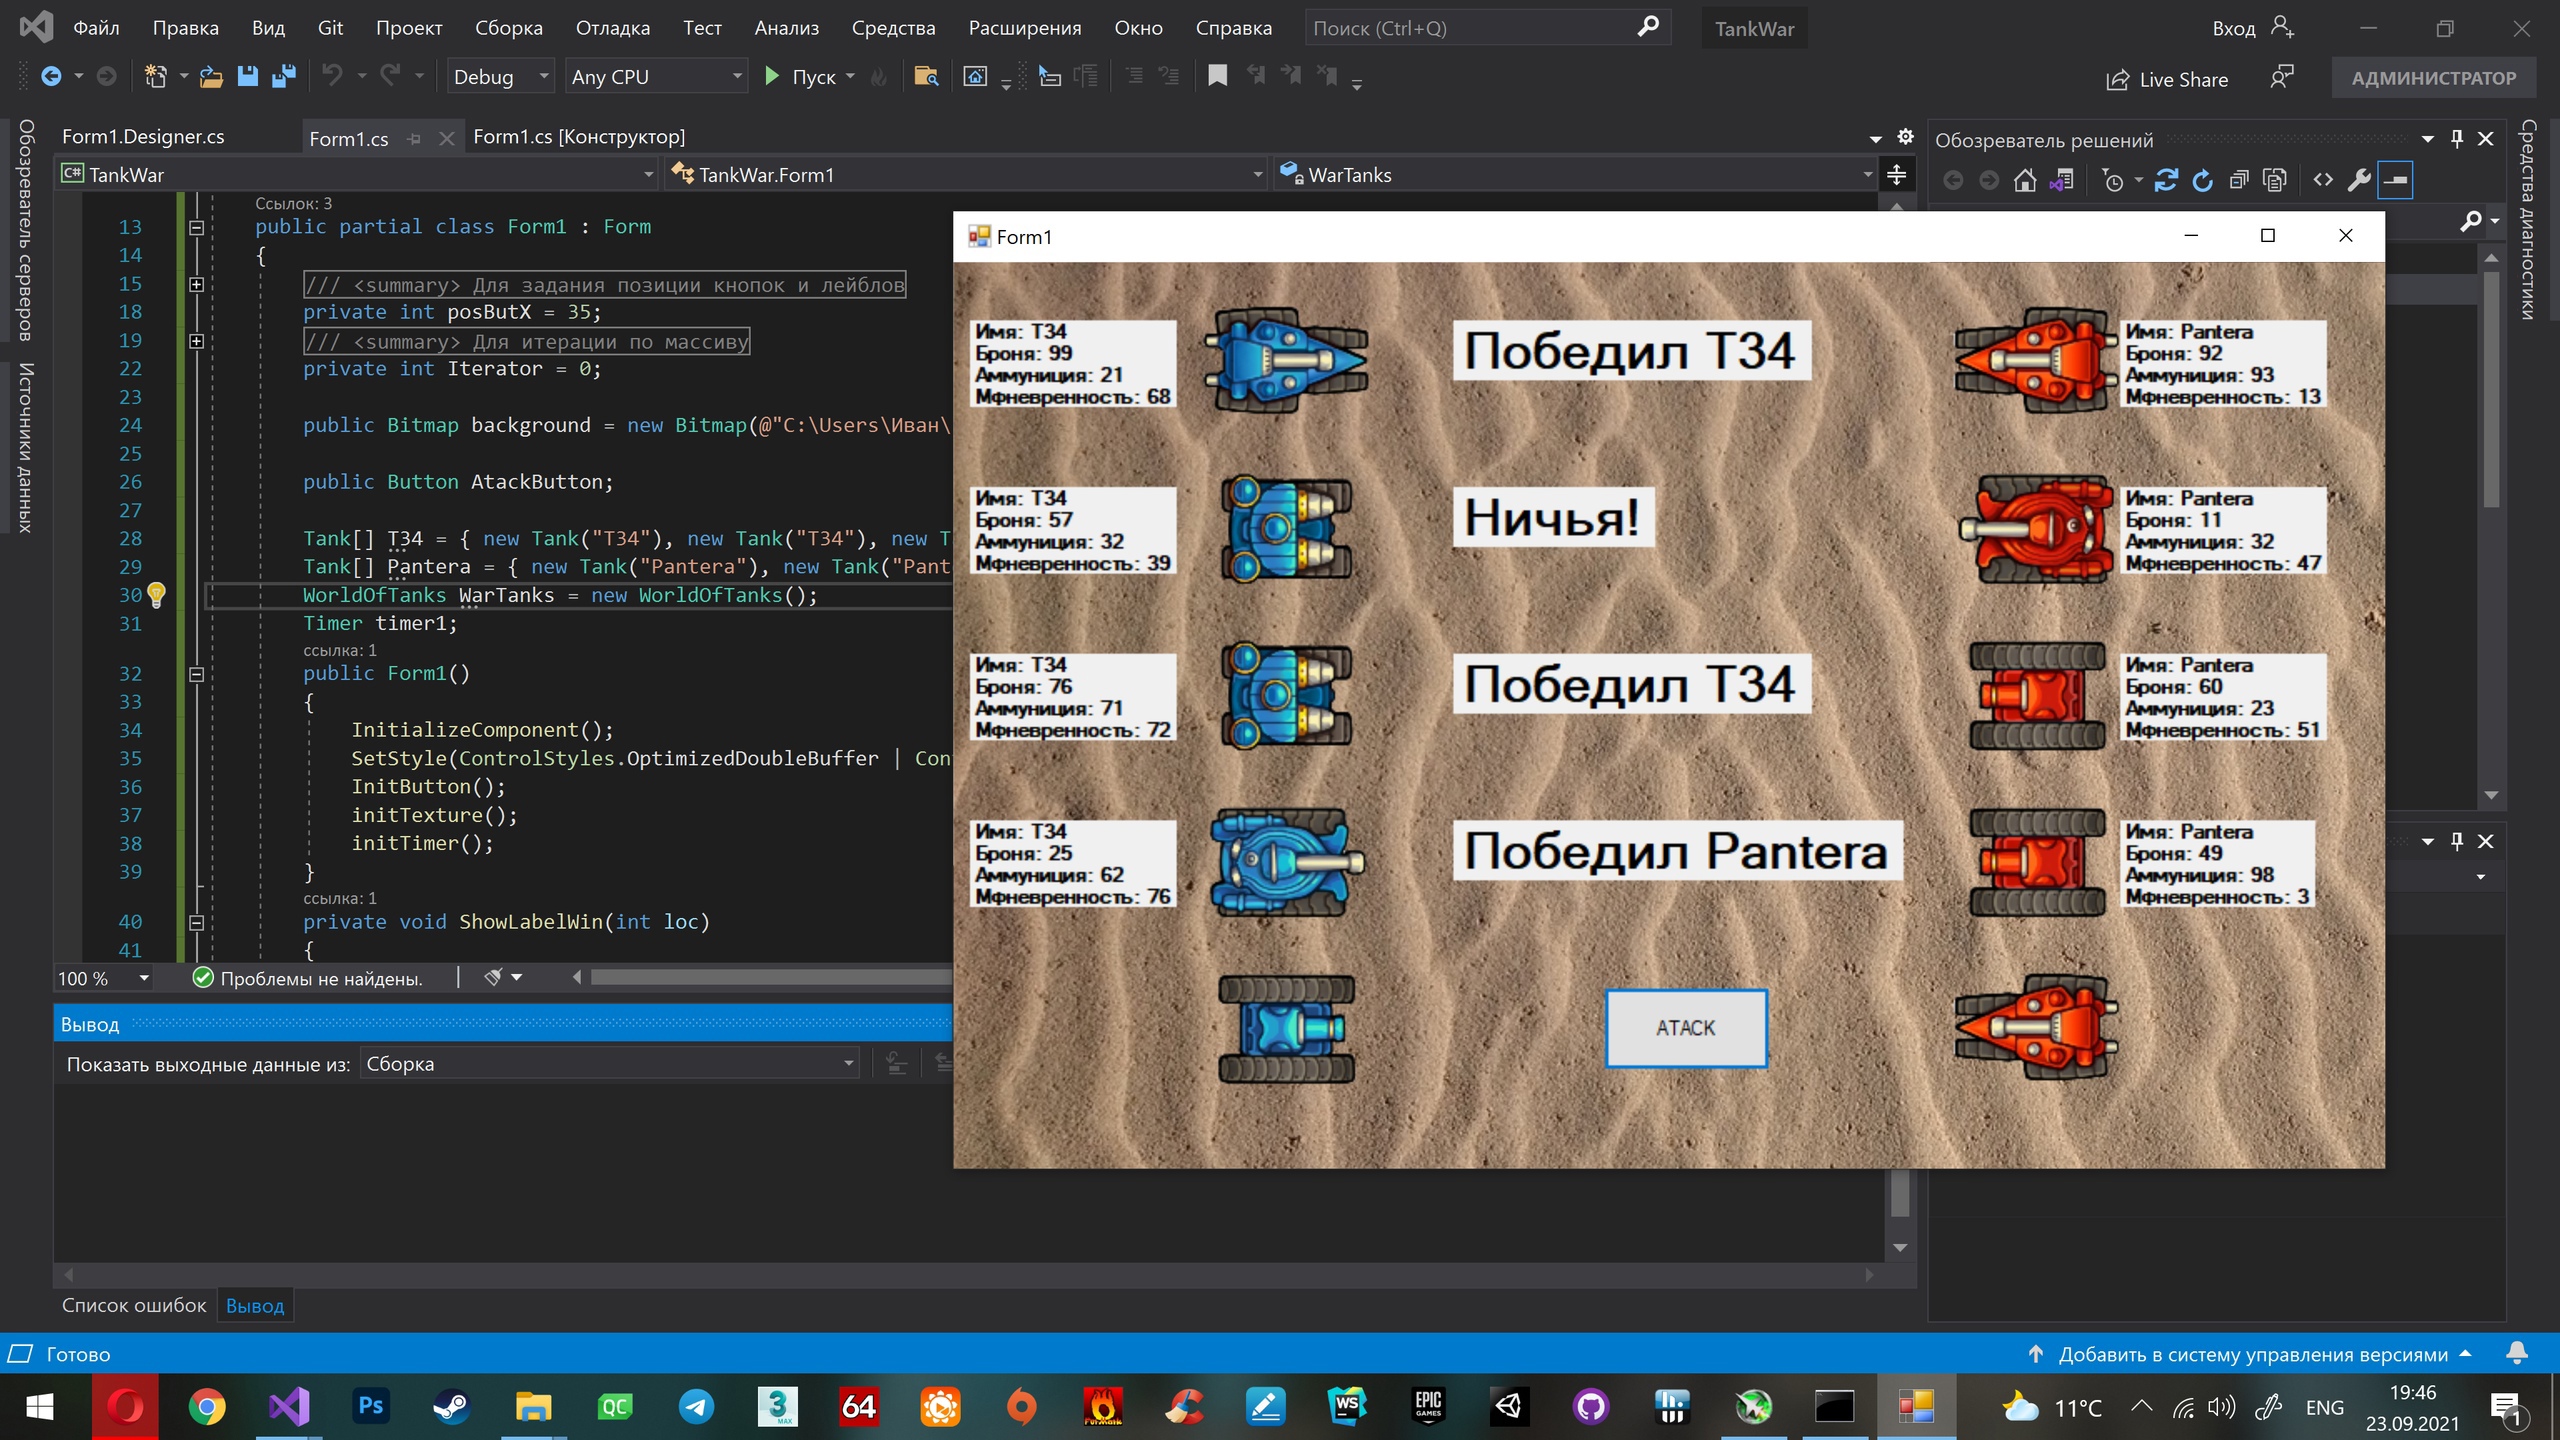 Файл Правка Вид Git Проект Сборка Отладка Тест Анализ Средства Расширения Окно Справка Поиск (Ctrl+Q) TankWar Вход
Debug Any CPU Пуск Live Share АДМИНИСТРАТОР
Обозреватель серверов
Источники данных
Form1.Designer.cs Form1.cs Form1.cs [Конструктор]
C# TankWar TankWar.Form1 WarTanks
Ссылок: 3
13 public partial class Form1 : Form
14 {
15 /// <summary> Для задания позиции кнопок и лейблов
18 private int posButX = 35;
19 /// <summary> Для итерации по массиву
22 private int Iterator = 0;
23
24 public Bitmap background = new Bitmap(@"C:\Users\Иван\
25
26 public Button AtackButton;
27
28 Tank[] T34 = { new Tank("T34"), new Tank("T34"), new T
29 Tank[] Pantera = { new Tank("Pantera"), new Tank("Pant
30 WorldOfTanks WarTanks = new WorldOfTanks();
31 Timer timer1;
ссылка: 1
32 public Form1()
33 {
34 InitializeComponent();
35 SetStyle(ControlStyles.OptimizedDoubleBuffer | Con
36 InitButton();
37 initTexture();
38 initTimer();
39 }
ссылка: 1
40 private void ShowLabelWin(int loc)
41 {
100 % Проблемы не найдены.
Вывод
Показать выходные данные из: Сборка
Список ошибок Вывод
Обозреватель решений
Средства диагностики
Form1
Имя: T34
Броня: 99
Аммуниция: 21
Мфневренность: 68
Победил T34
Имя: Pantera
Броня: 92
Аммуниция: 93
Мфневренность: 13
Имя: T34
Броня: 57
Аммуниция: 32
Мфневренность: 39
Ничья!
Имя: Pantera
Броня: 11
Аммуниция: 32
Мфневренность: 47
Имя: T34
Броня: 76
Аммуниция: 71
Мфневренность: 72
Победил T34
Имя: Pantera
Броня: 60
Аммуниция: 23
Мфневренность: 51
Имя: T34
Броня: 25
Аммуниция: 62
Мфневренность: 76
Победил Pantera
Имя: Pantera
Броня: 49
Аммуниция: 98
Мфневренность: 3
ATACK
Готово Добавить в систему управления версиями
Ps QC 3 MAX 64 FurMark WS EPIC GAMES 11°C ENG 19:46
23.09.2021 1